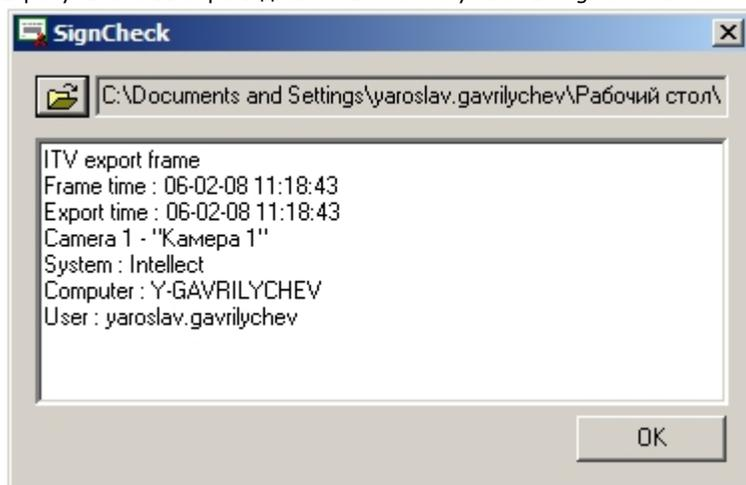 SignCheck
C:\Documents and Settings\yaroslav.gavrilychev\Рабочий стол\
ITV export frame
Frame time : 06-02-08 11:18:43
Export time : 06-02-08 11:18:43
Camera 1 - "Камера 1"
System : Intellect
Computer : Y-GAVRILYCHEV
User : yaroslav.gavrilychev
OK